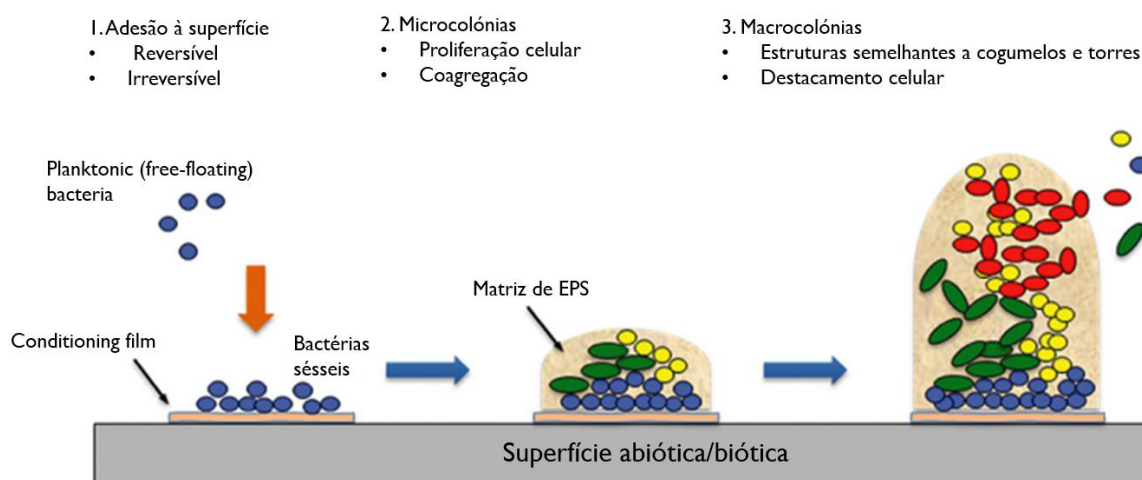 1. Adesão à superfície
• Reversível
• Irreversível
2. Microcolónias
• Proliferação celular
• Coagregação
3. Macrocolónias
• Estruturas semelhantes a cogumelos e torres
• Destacamento celular
Planktonic (free-floating)
bacteria
Conditioning film
Bactérias
sésseis
Matriz de EPS
Superfície abiótica/biótica